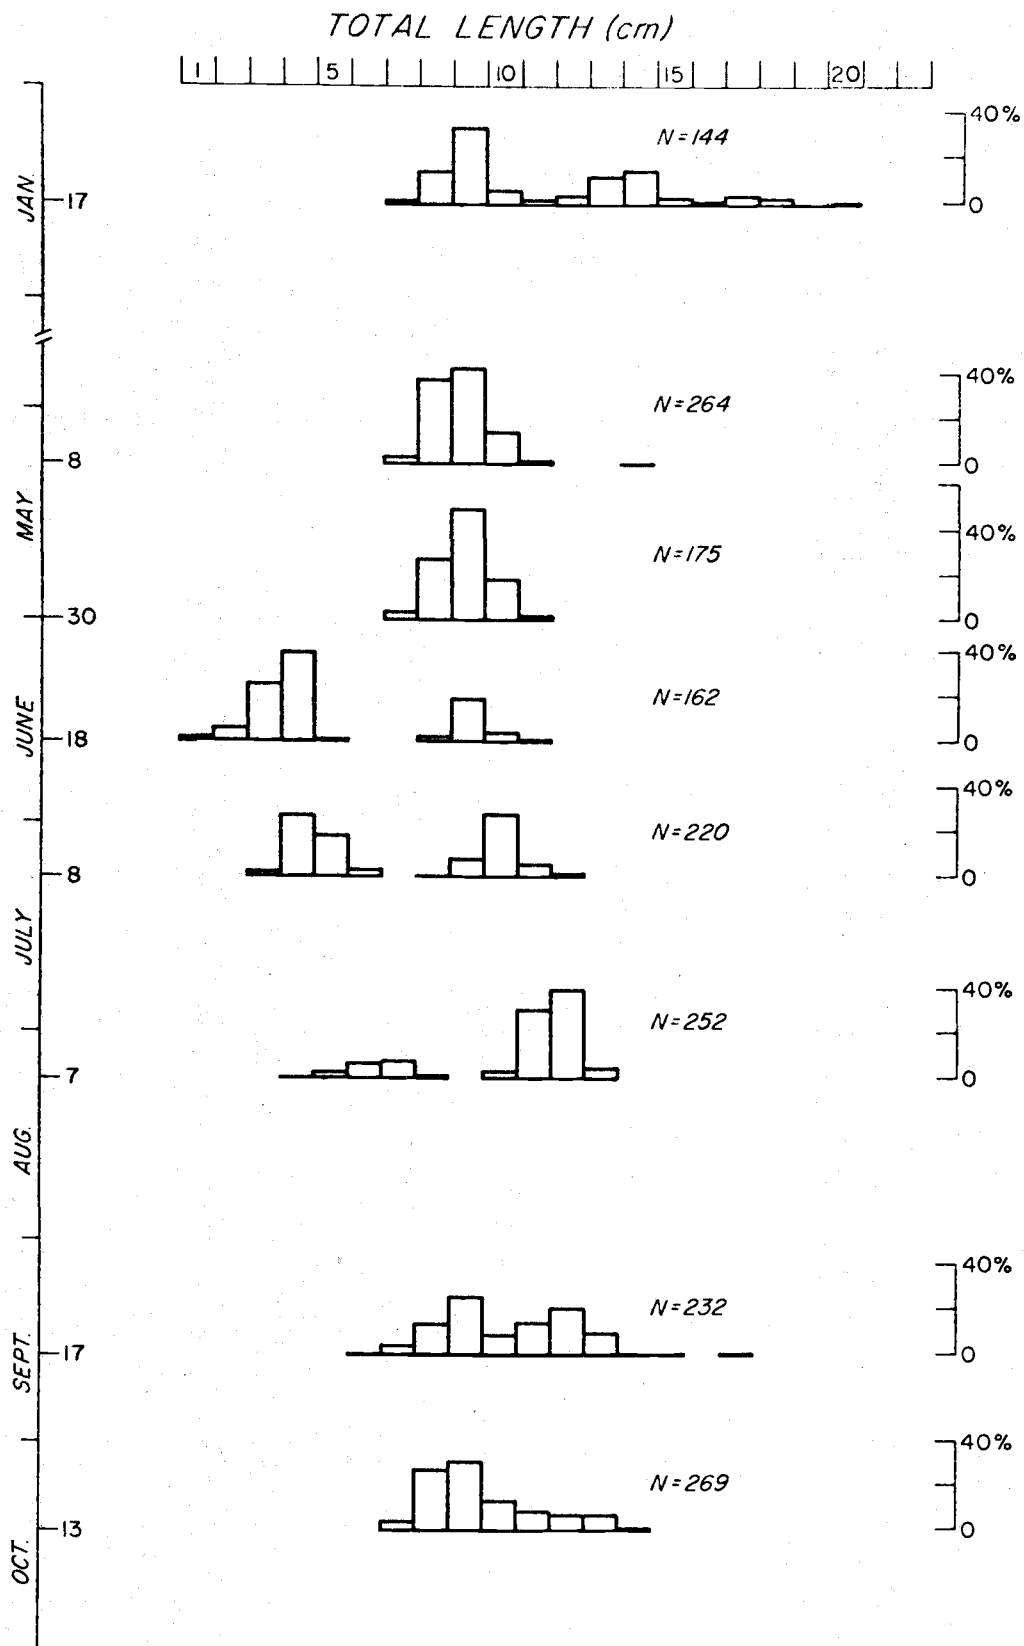 TOTAL LENGTH (cm)
1 5 10 15 20
40%
N=144
JAN.
17
0
40%
N=264
8
0
MAY
40%
N=175
30
0
40%
N=162
JUNE
18
0
40%
N=220
8
0
JULY
40%
N=252
7
0
AUG.
40%
N=232
SEPT.
17
0
40%
N=269
13
0
OCT.